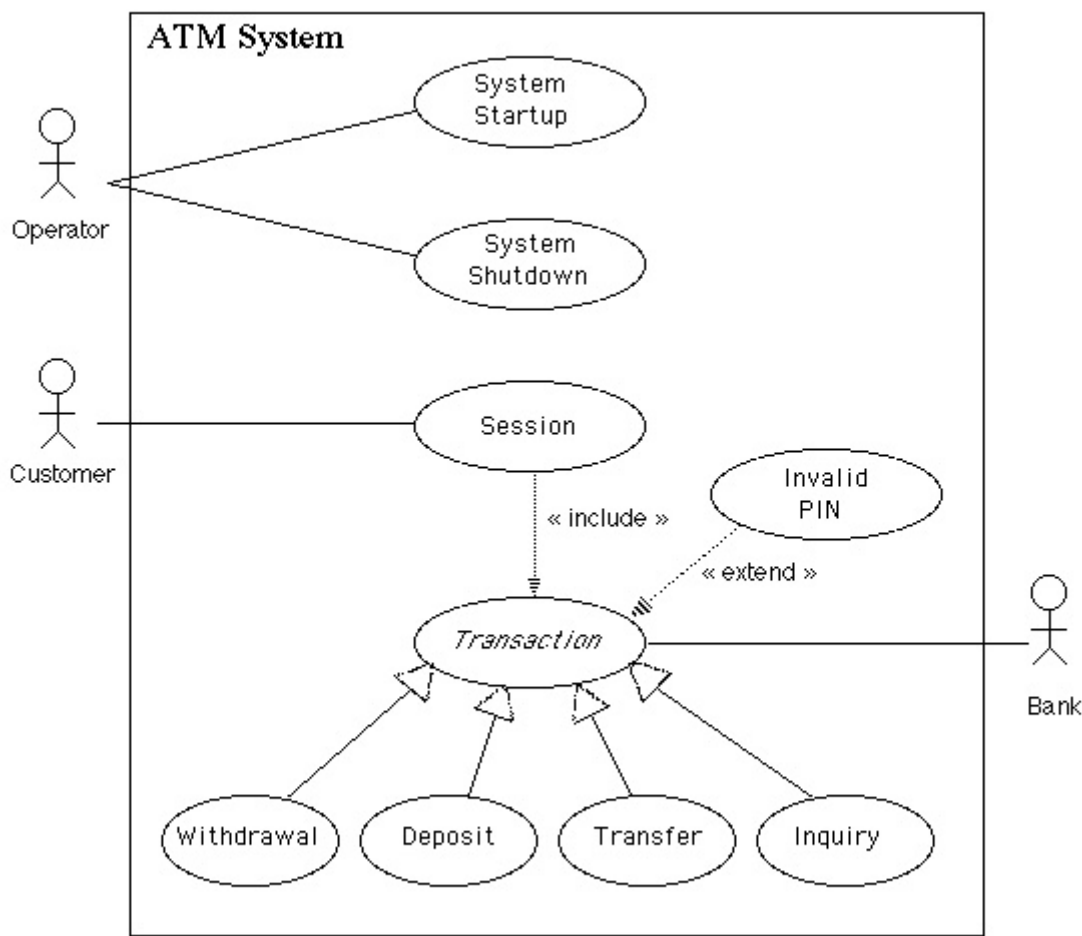 ATM System
System
Startup
Operator
System
Shutdown
Session
Customer
Invalid
PIN
« include »
« extend »
Transaction
Bank
Withdrawal
Deposit
Transfer
Inquiry